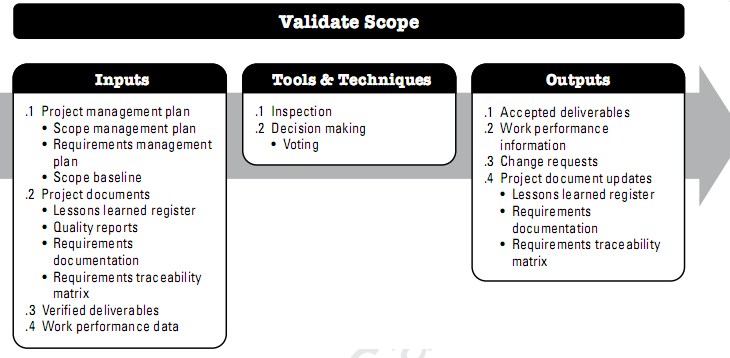 Validate Scope
Inputs
.1 Project management plan
• Scope management plan
• Requirements management
plan
• Scope baseline
.2 Project documents
• Lessons learned register
• Quality reports
• Requirements
documentation
• Requirements traceability
matrix
.3 Verified deliverables
.4 Work performance data
Tools & Techniques
.1 Inspection
.2 Decision making
• Voting
Outputs
.1 Accepted deliverables
.2 Work performance
information
.3 Change requests
.4 Project document updates
• Lessons learned register
• Requirements
documentation
• Requirements traceability
matrix